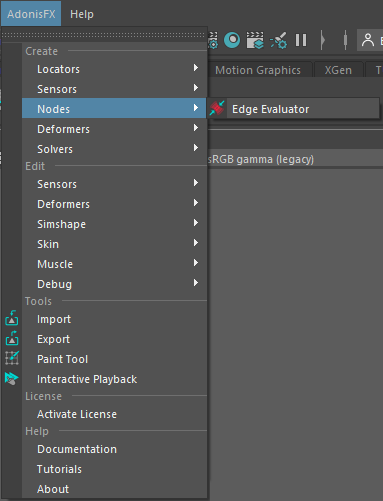 AdonisFX Help
Create
Locators
Sensors
Motion Graphics XGen T
Nodes
Edge Evaluator
Deformers
Solvers
sRGB gamma (legacy)
Edit
Sensors
Deformers
Simshape
Skin
Muscle
Debug
Tools
Import
Export
Paint Tool
Interactive Playback
License
Activate License
Help
Documentation
Tutorials
About